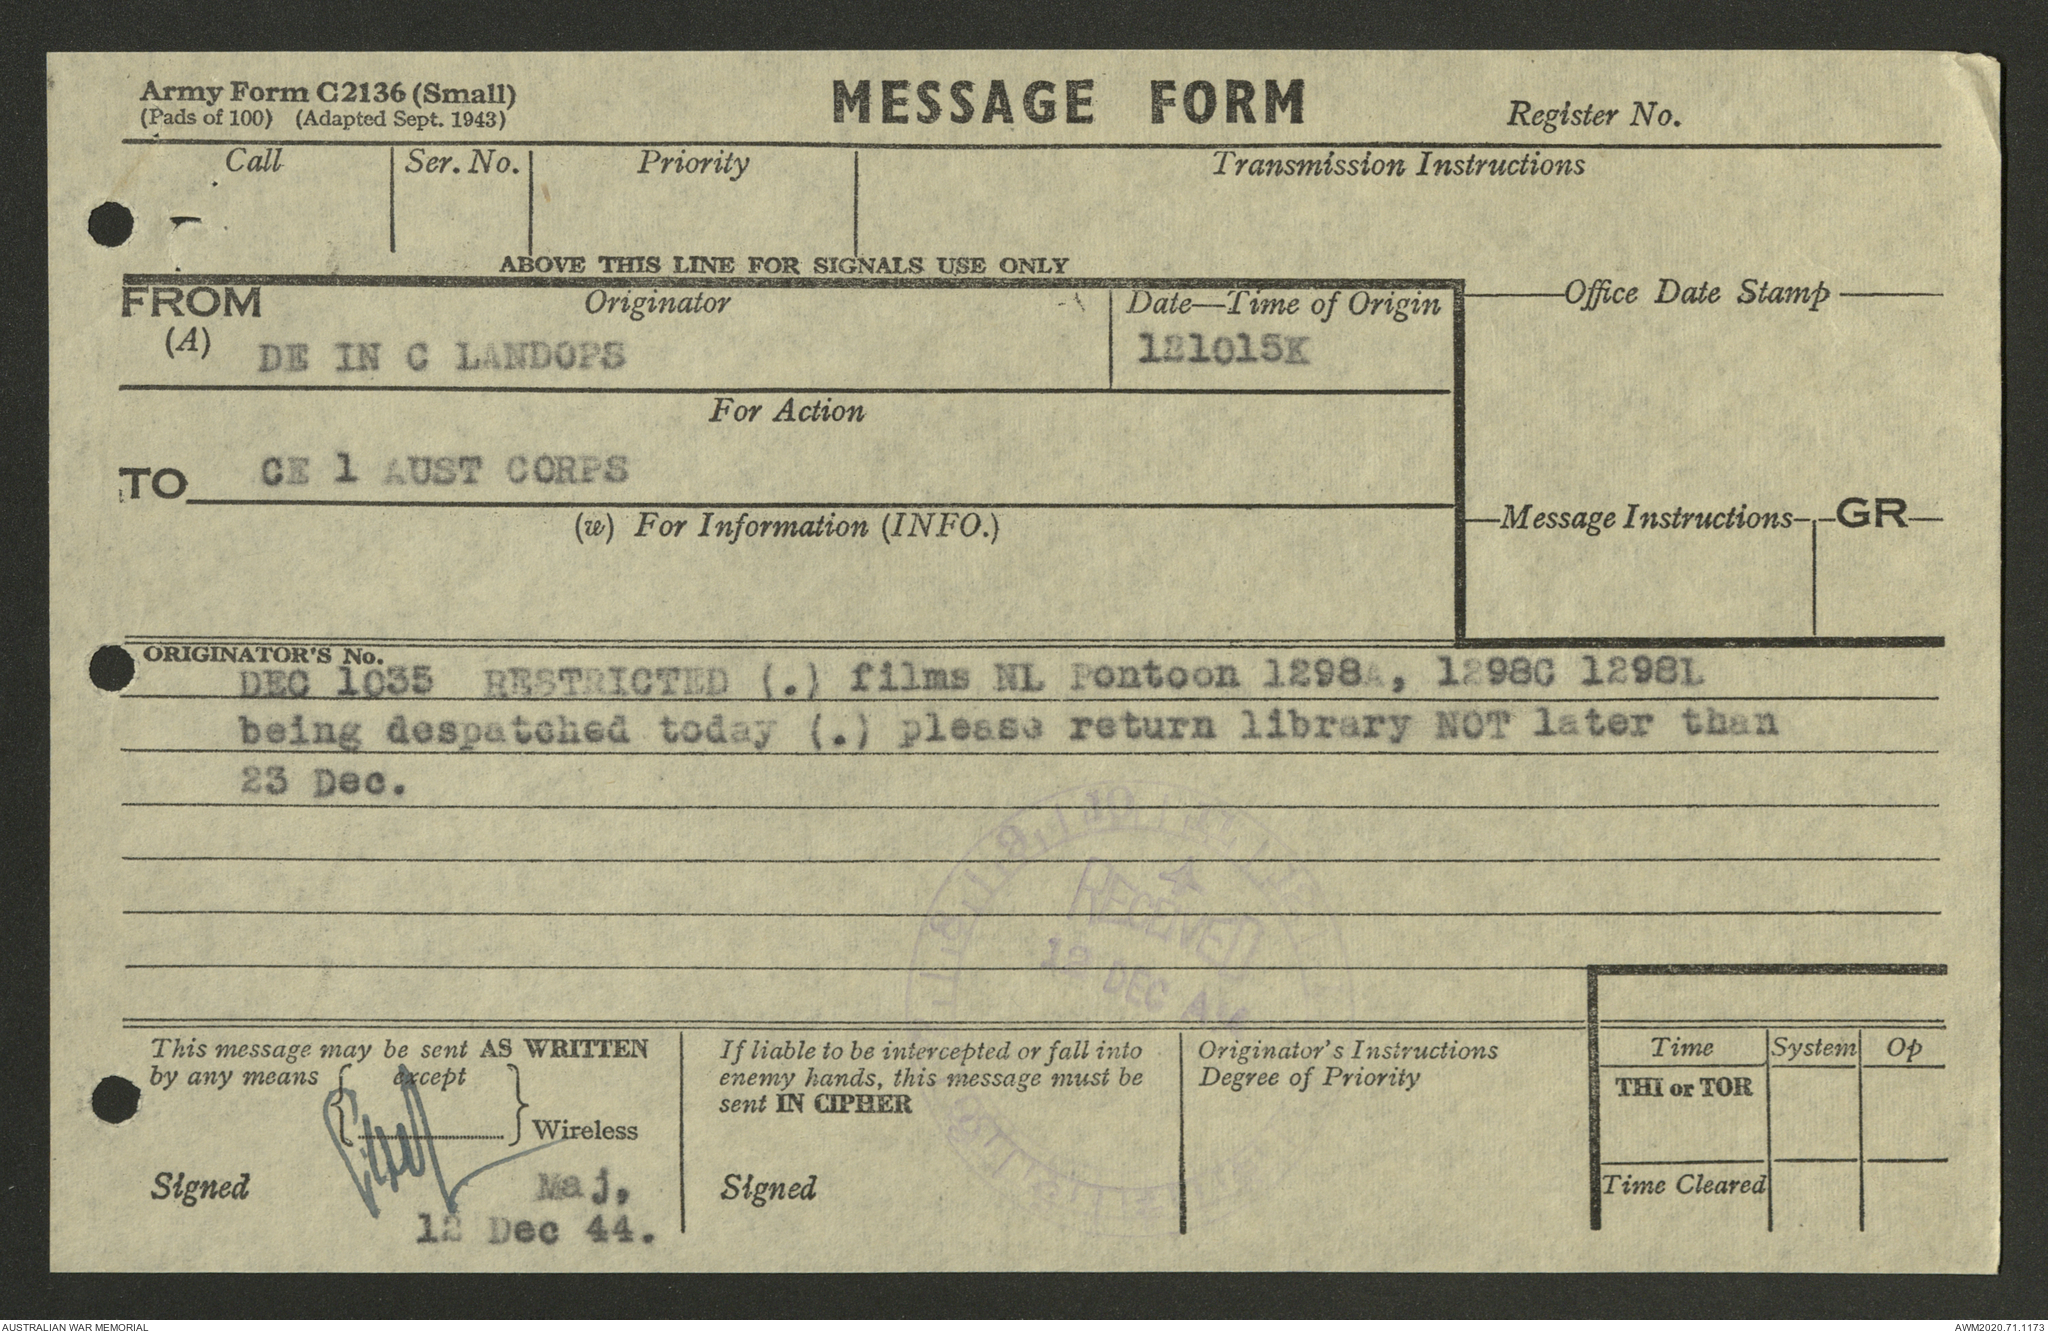 Army Form C2136 (Small)
(Pads of 100) (Adapted Sept. 1943)
MESSAGE FORM
Register No.
Call
Ser. No.
Priority
Transmission Instructions
ABOVE THIS LINE FOR SIGNALS USE ONLY
FROM
(A)
Originator
Date—Time of Origin
Office Date Stamp
DE IN C LANDOPS
121015K
For Action
TO
CE 1 AUST CORPS
(w) For Information (INFO.)
Message Instructions
GR
ORIGINATOR'S No.
DEC 1035 RESTRICTED (.) films NL Pontoon 1298A, 1298C 1298L
being despatched today (.) please return library NOT later than
23 Dec.
RECEIVED
12 DEC
This message may be sent AS WRITTEN
by any means { except
} Wireless
Signed
Maj,
12 Dec 44.
If liable to be intercepted or fall into
enemy hands, this message must be
sent IN CIPHER
Signed
Originator's Instructions
Degree of Priority
Time
System
Op
THI or TOR
Time Cleared
AUSTRALIAN WAR MEMORIAL
AWM2020.71.1173